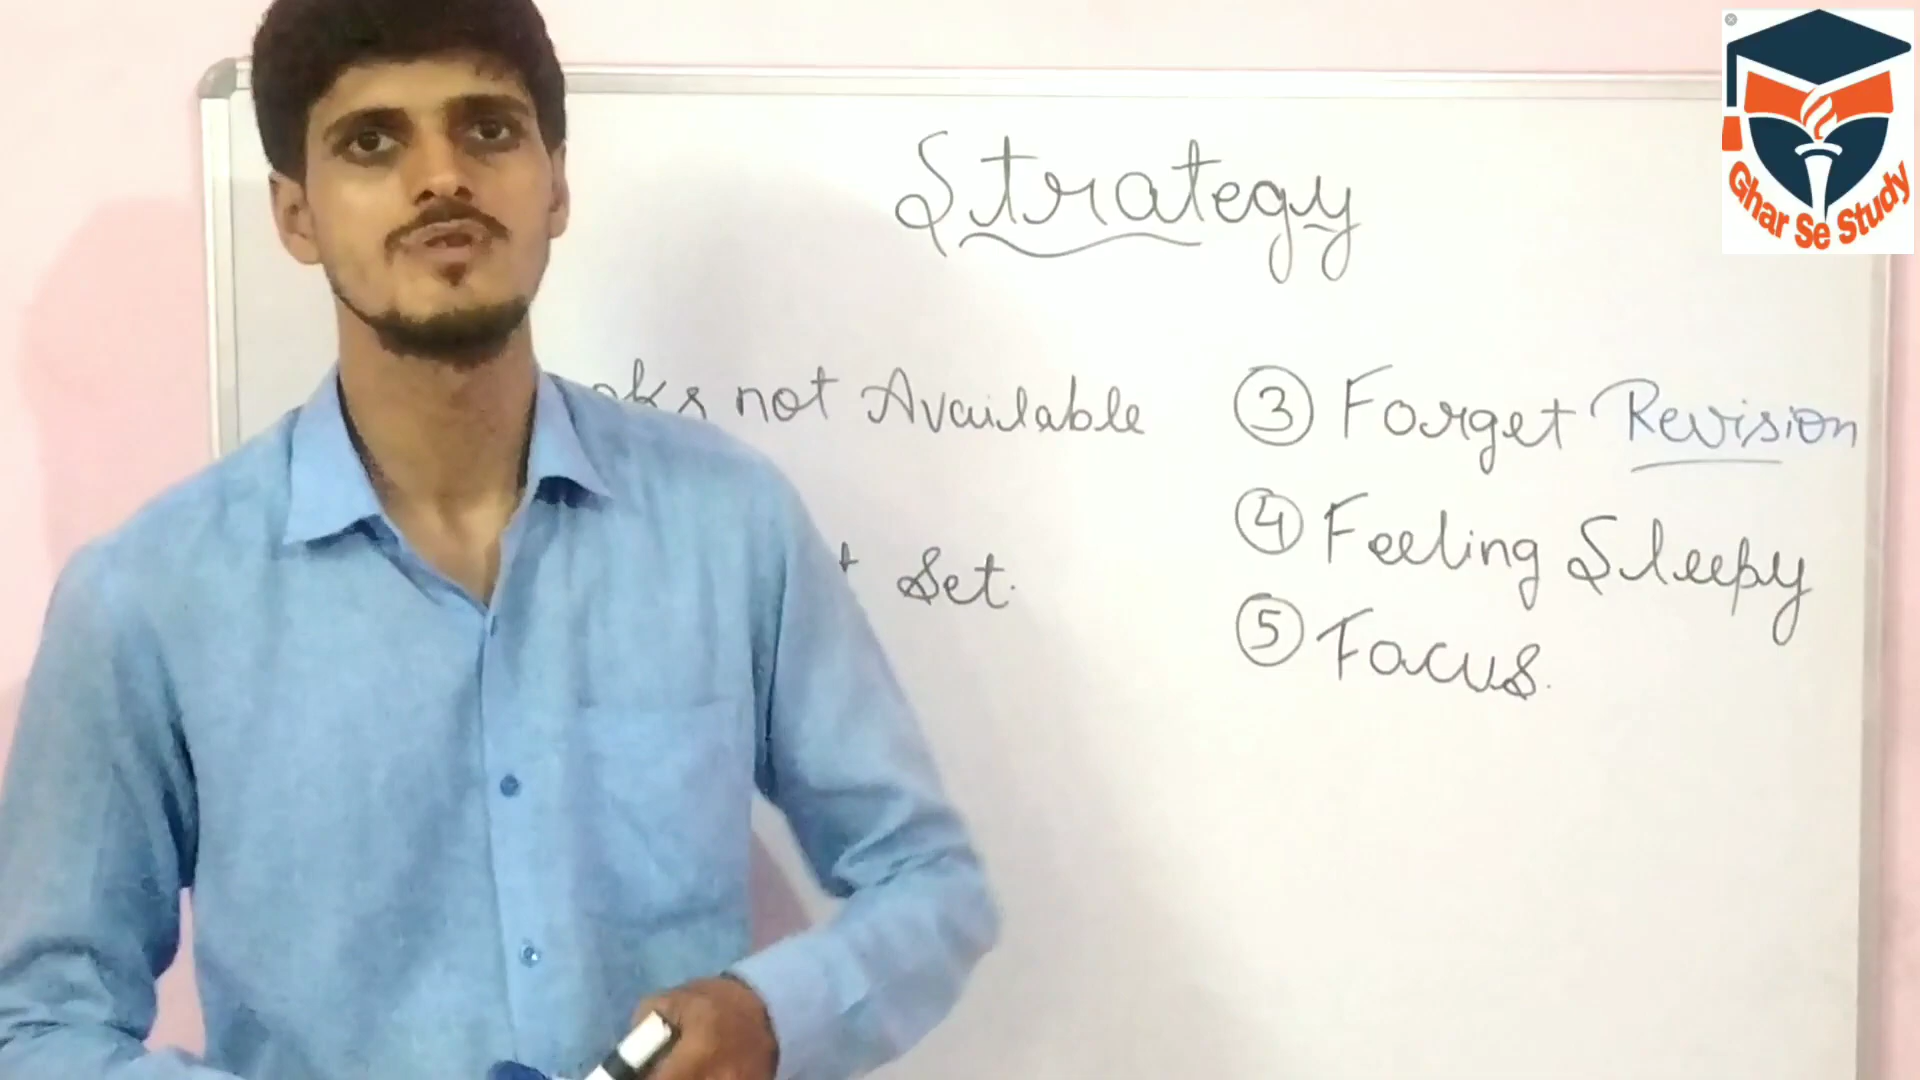 Strategy
not Available
Set.
③ Forget Revision
④ Feeling Sleepy
⑤ Focus.
Ghar Se Study